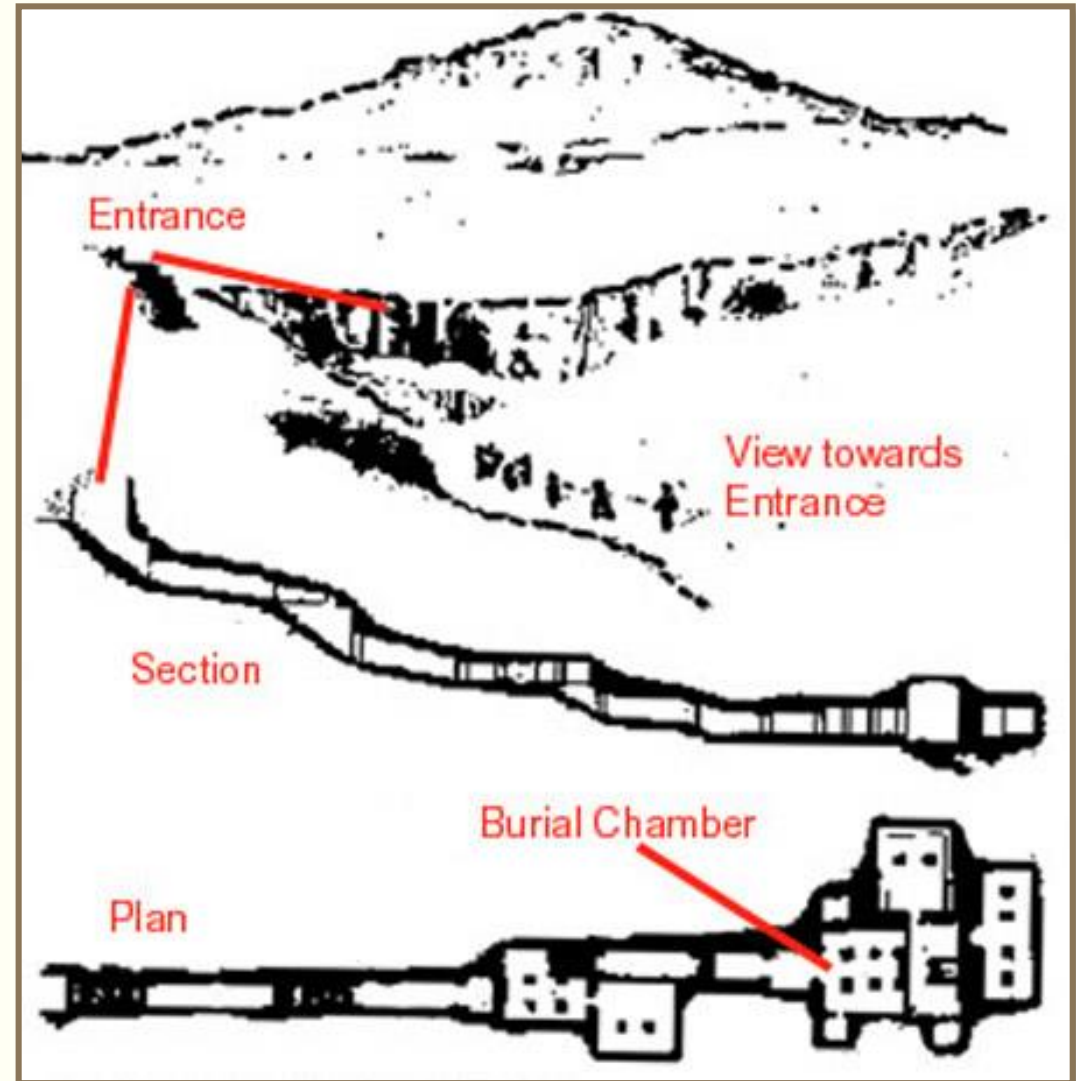 Entrance
View towards
Entrance
Section
Burial Chamber
Plan